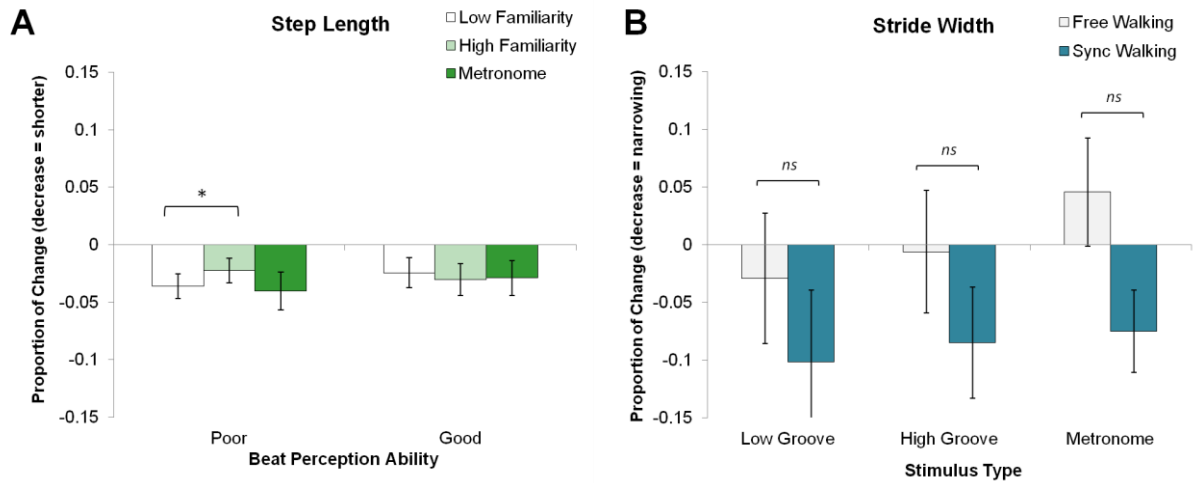 A
Step Length
Low Familiarity
High Familiarity
Metronome
Proportion of Change (decrease = shorter)
0.15
0.1
0.05
0
-0.05
-0.1
-0.15
*
Poor
Good
Beat Perception Ability
B
Stride Width
Free Walking
Sync Walking
Proportion of Change (decrease = narrowing)
0.15
0.1
0.05
0
-0.05
-0.1
-0.15
ns
ns
ns
Low Groove
High Groove
Metronome
Stimulus Type